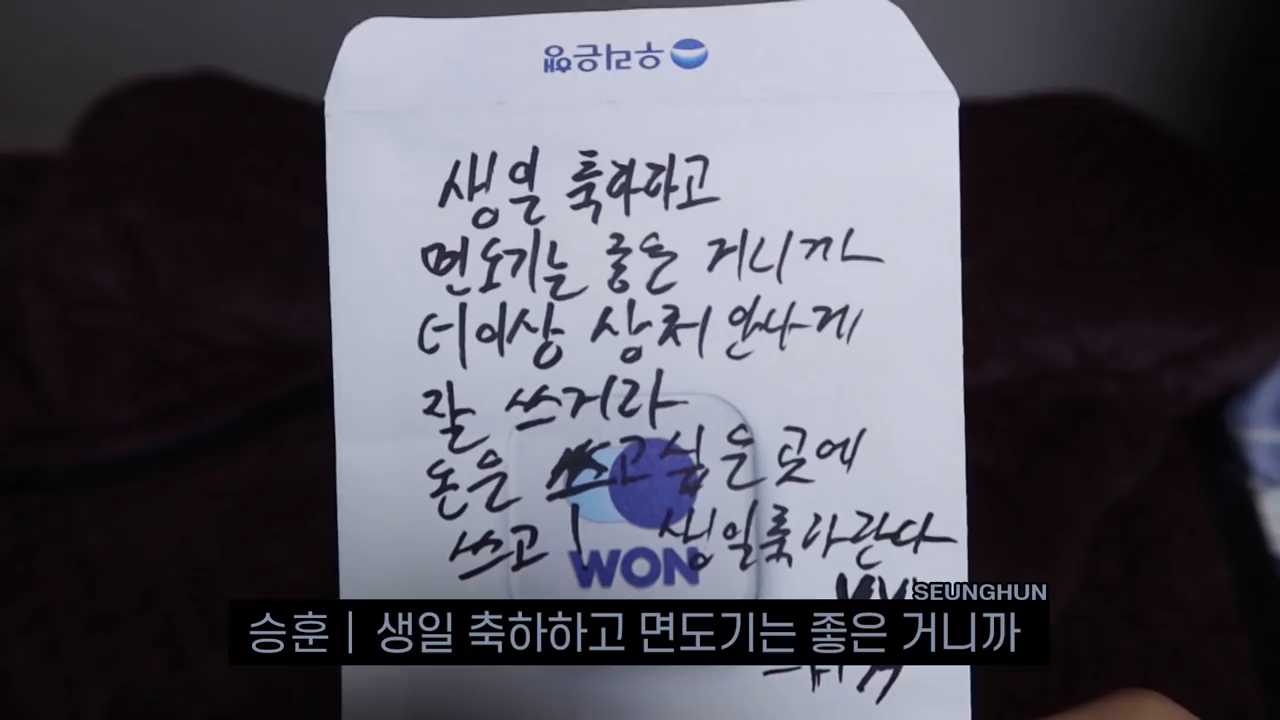 우리은행
생일 축하하고
면도기는 좋은 거니까
더이상 상처 안나게
잘 쓰거라
돈은 쓰고싶은 곳에
쓰고! 생일축하한다
WON
SEUNGHUN
승훈 | 생일 축하하고 면도기는 좋은 거니까